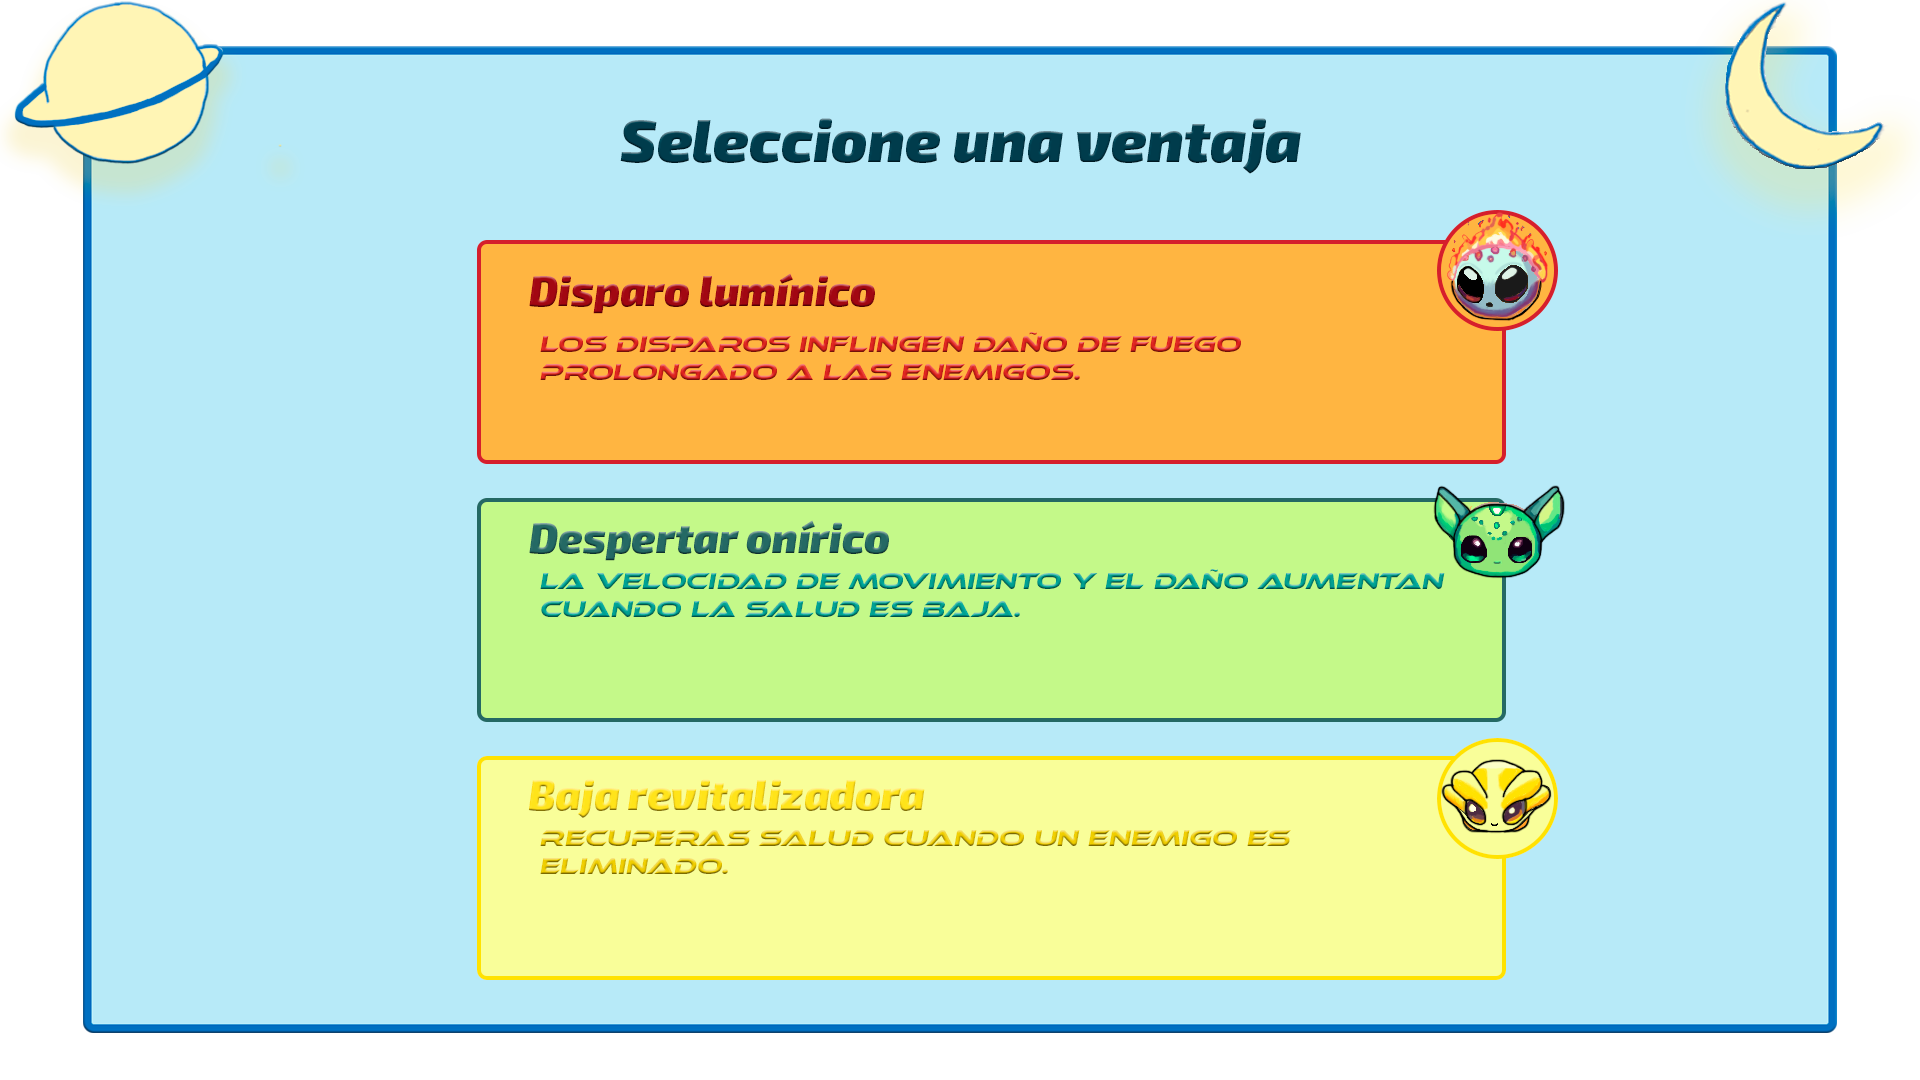 Seleccione una ventaja
Disparo lumínico
LOS DISPAROS INFLINGEN DAÑO DE FUEGO
PROLONGADO A LAS ENEMIGOS.
Despertar onírico
LA VELOCIDAD DE MOVIMIENTO Y EL DAÑO AUMENTAN
CUANDO LA SALUD ES BAJA.
Baja revitalizadora
RECUPERAS SALUD CUANDO UN ENEMIGO ES
ELIMINADO.